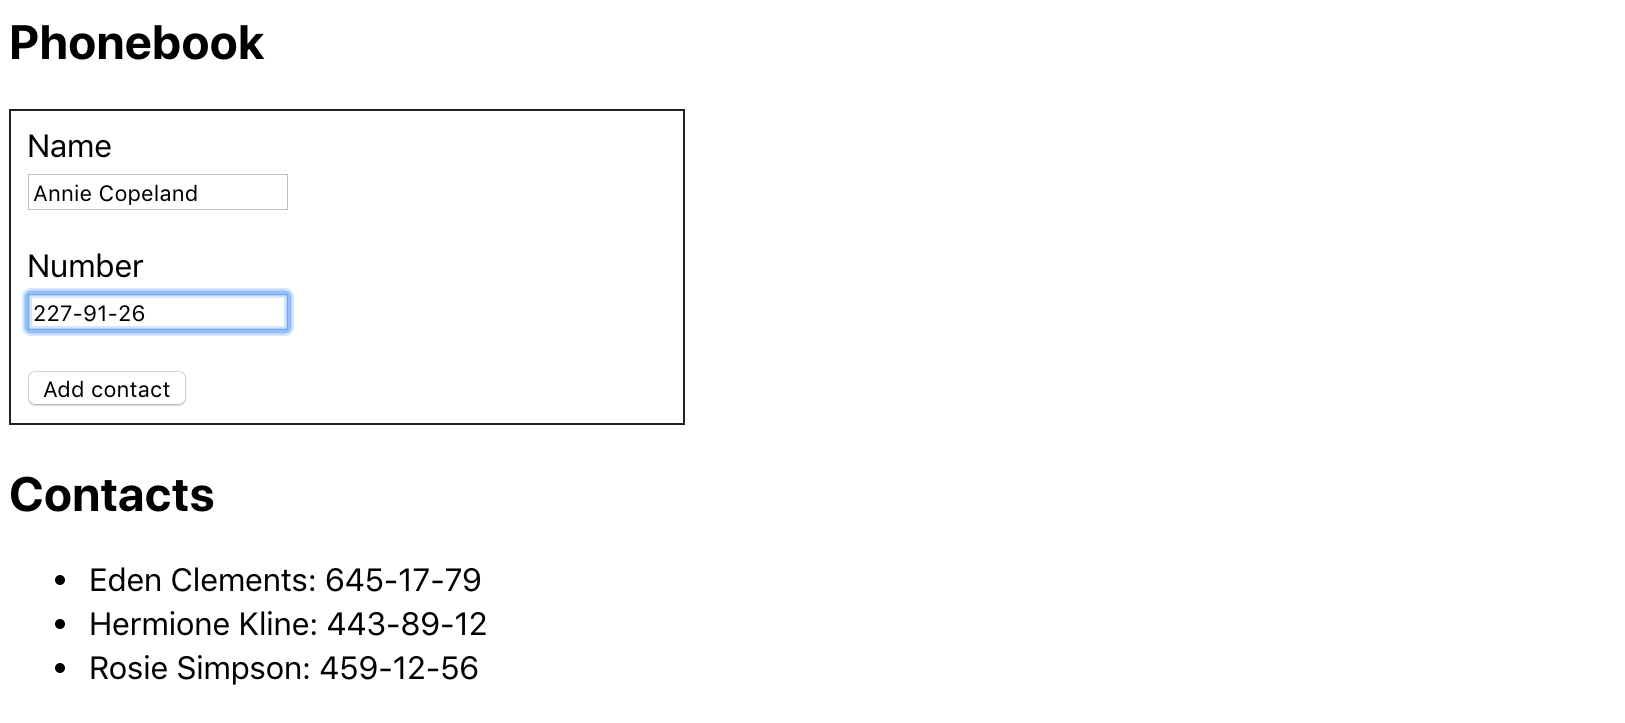 Phonebook
Name
Annie Copeland
Number
227-91-26
Add contact
Contacts
• Eden Clements: 645-17-79
• Hermione Kline: 443-89-12
• Rosie Simpson: 459-12-56